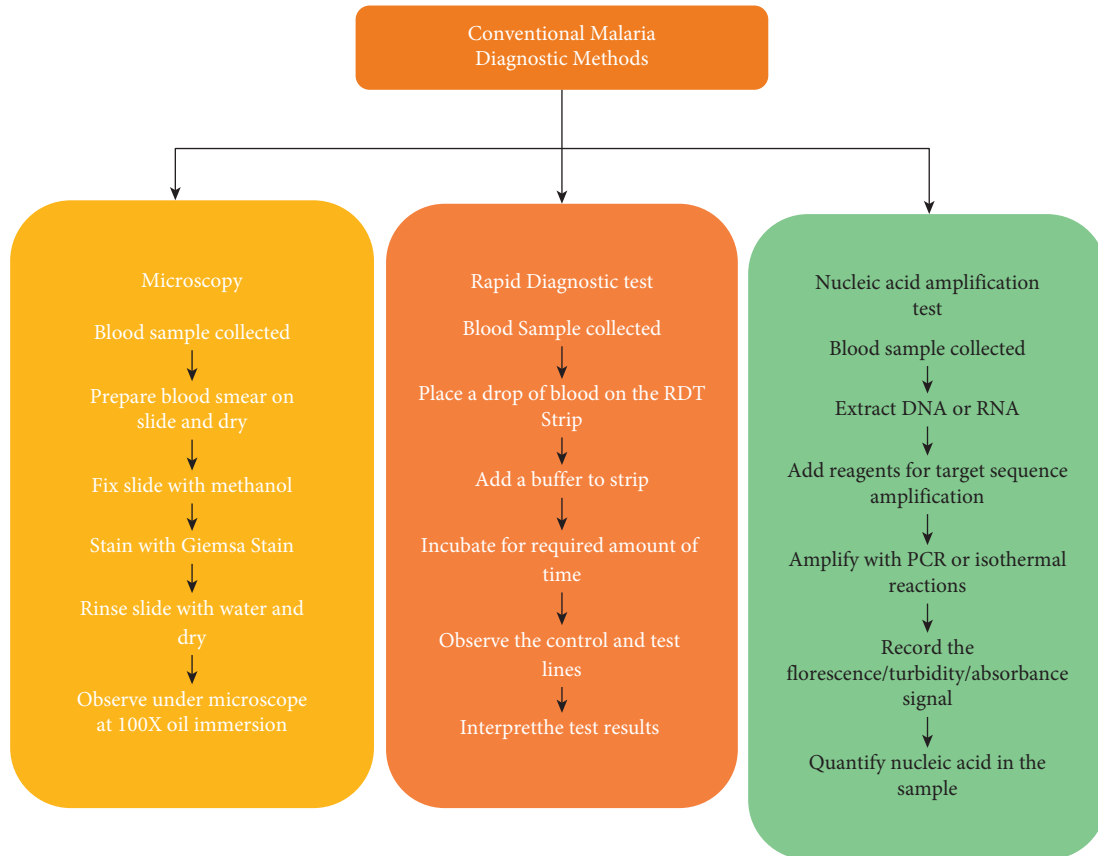 Conventional Malaria
Diagnostic Methods
Microscopy
Blood sample collected
Prepare blood smear on
slide and dry
Fix slide with methanol
Stain with Giemsa Stain
Rinse slide with water and
dry
Observe under microscope
at 100X oil immersion
Rapid Diagnostic test
Blood Sample collected
Place a drop of blood on the RDT
Strip
Add a buffer to strip
Incubate for required amount of
time
Observe the control and test
lines
Interpretthe test results
Nucleic acid amplification
test
Blood sample collected
Extract DNA or RNA
Add reagents for target sequence
amplification
Amplify with PCR or isothermal
reactions
Record the
florescence/turbidity/absorbance
signal
Quantify nucleic acid in the
sample